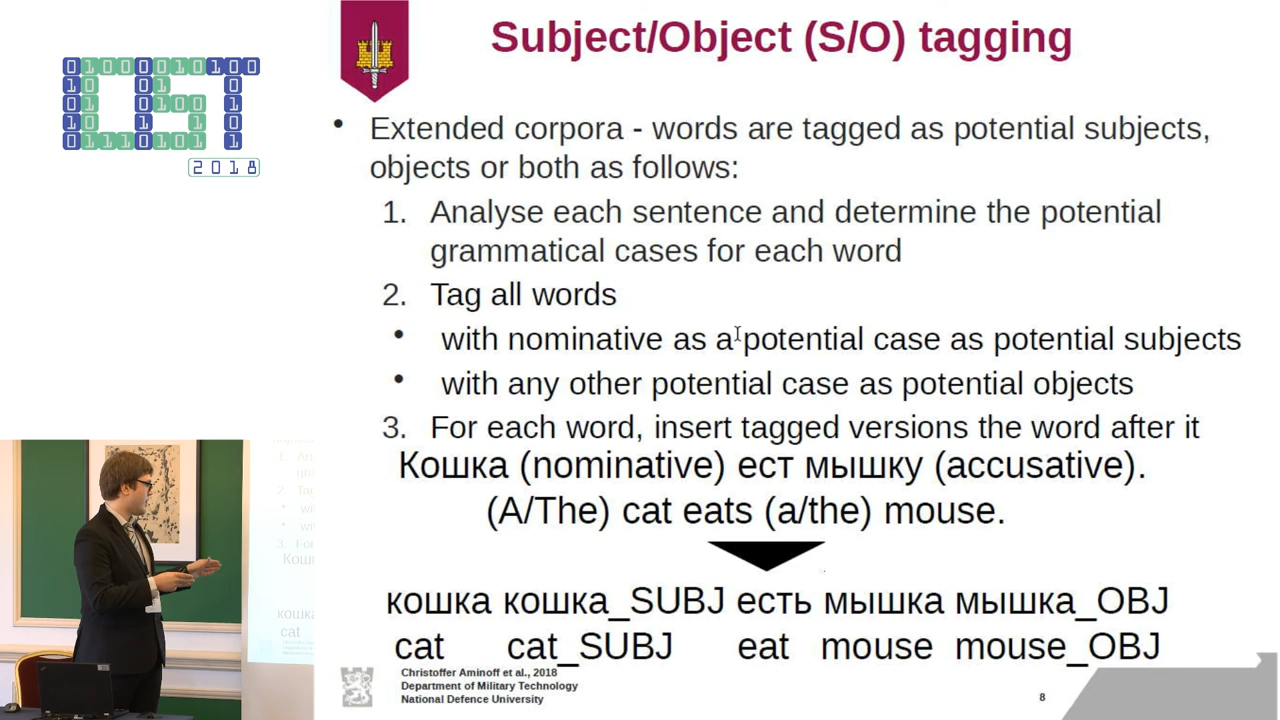 Subject/Object (S/O) tagging
• Extended corpora - words are tagged as potential subjects,
objects or both as follows:
1. Analyse each sentence and determine the potential
grammatical cases for each word
2. Tag all words
• with nominative as a potential case as potential subjects
• with any other potential case as potential objects
3. For each word, insert tagged versions the word after it
Кошка (nominative) ест мышку (accusative).
(A/The) cat eats (a/the) mouse.
кошка кошка_SUBJ есть мышка мышка_OBJ
cat cat_SUBJ eat mouse mouse_OBJ
Christoffer Aminoff et al., 2018
Department of Military Technology
National Defence University
8
2018